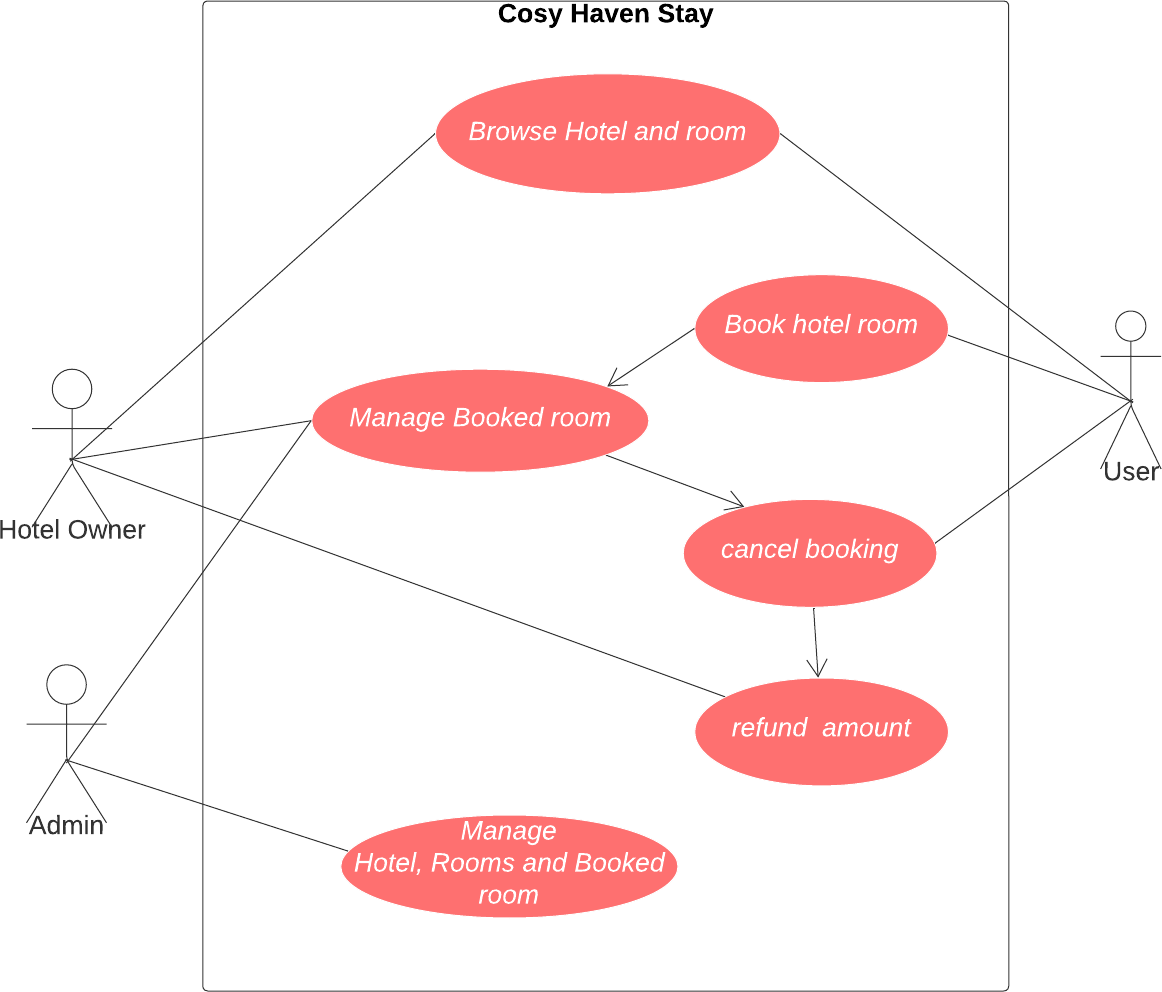 Cosy Haven Stay
Browse Hotel and room
Book hotel room
Manage Booked room
User
Hotel Owner
cancel booking
refund  amount
Admin
Manage
Hotel, Rooms and Booked
room